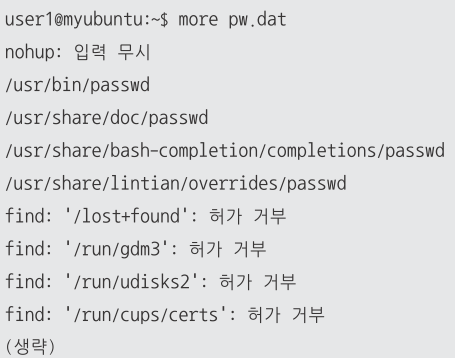 user1@myubuntu:~$ more pw.dat
nohup: 입력 무시
/usr/bin/passwd
/usr/share/doc/passwd
/usr/share/bash-completion/completions/passwd
/usr/share/lintian/overrides/passwd
find: '/lost+found': 허가 거부
find: '/run/gdm3': 허가 거부
find: '/run/udisks2': 허가 거부
find: '/run/cups/certs': 허가 거부
(생략)